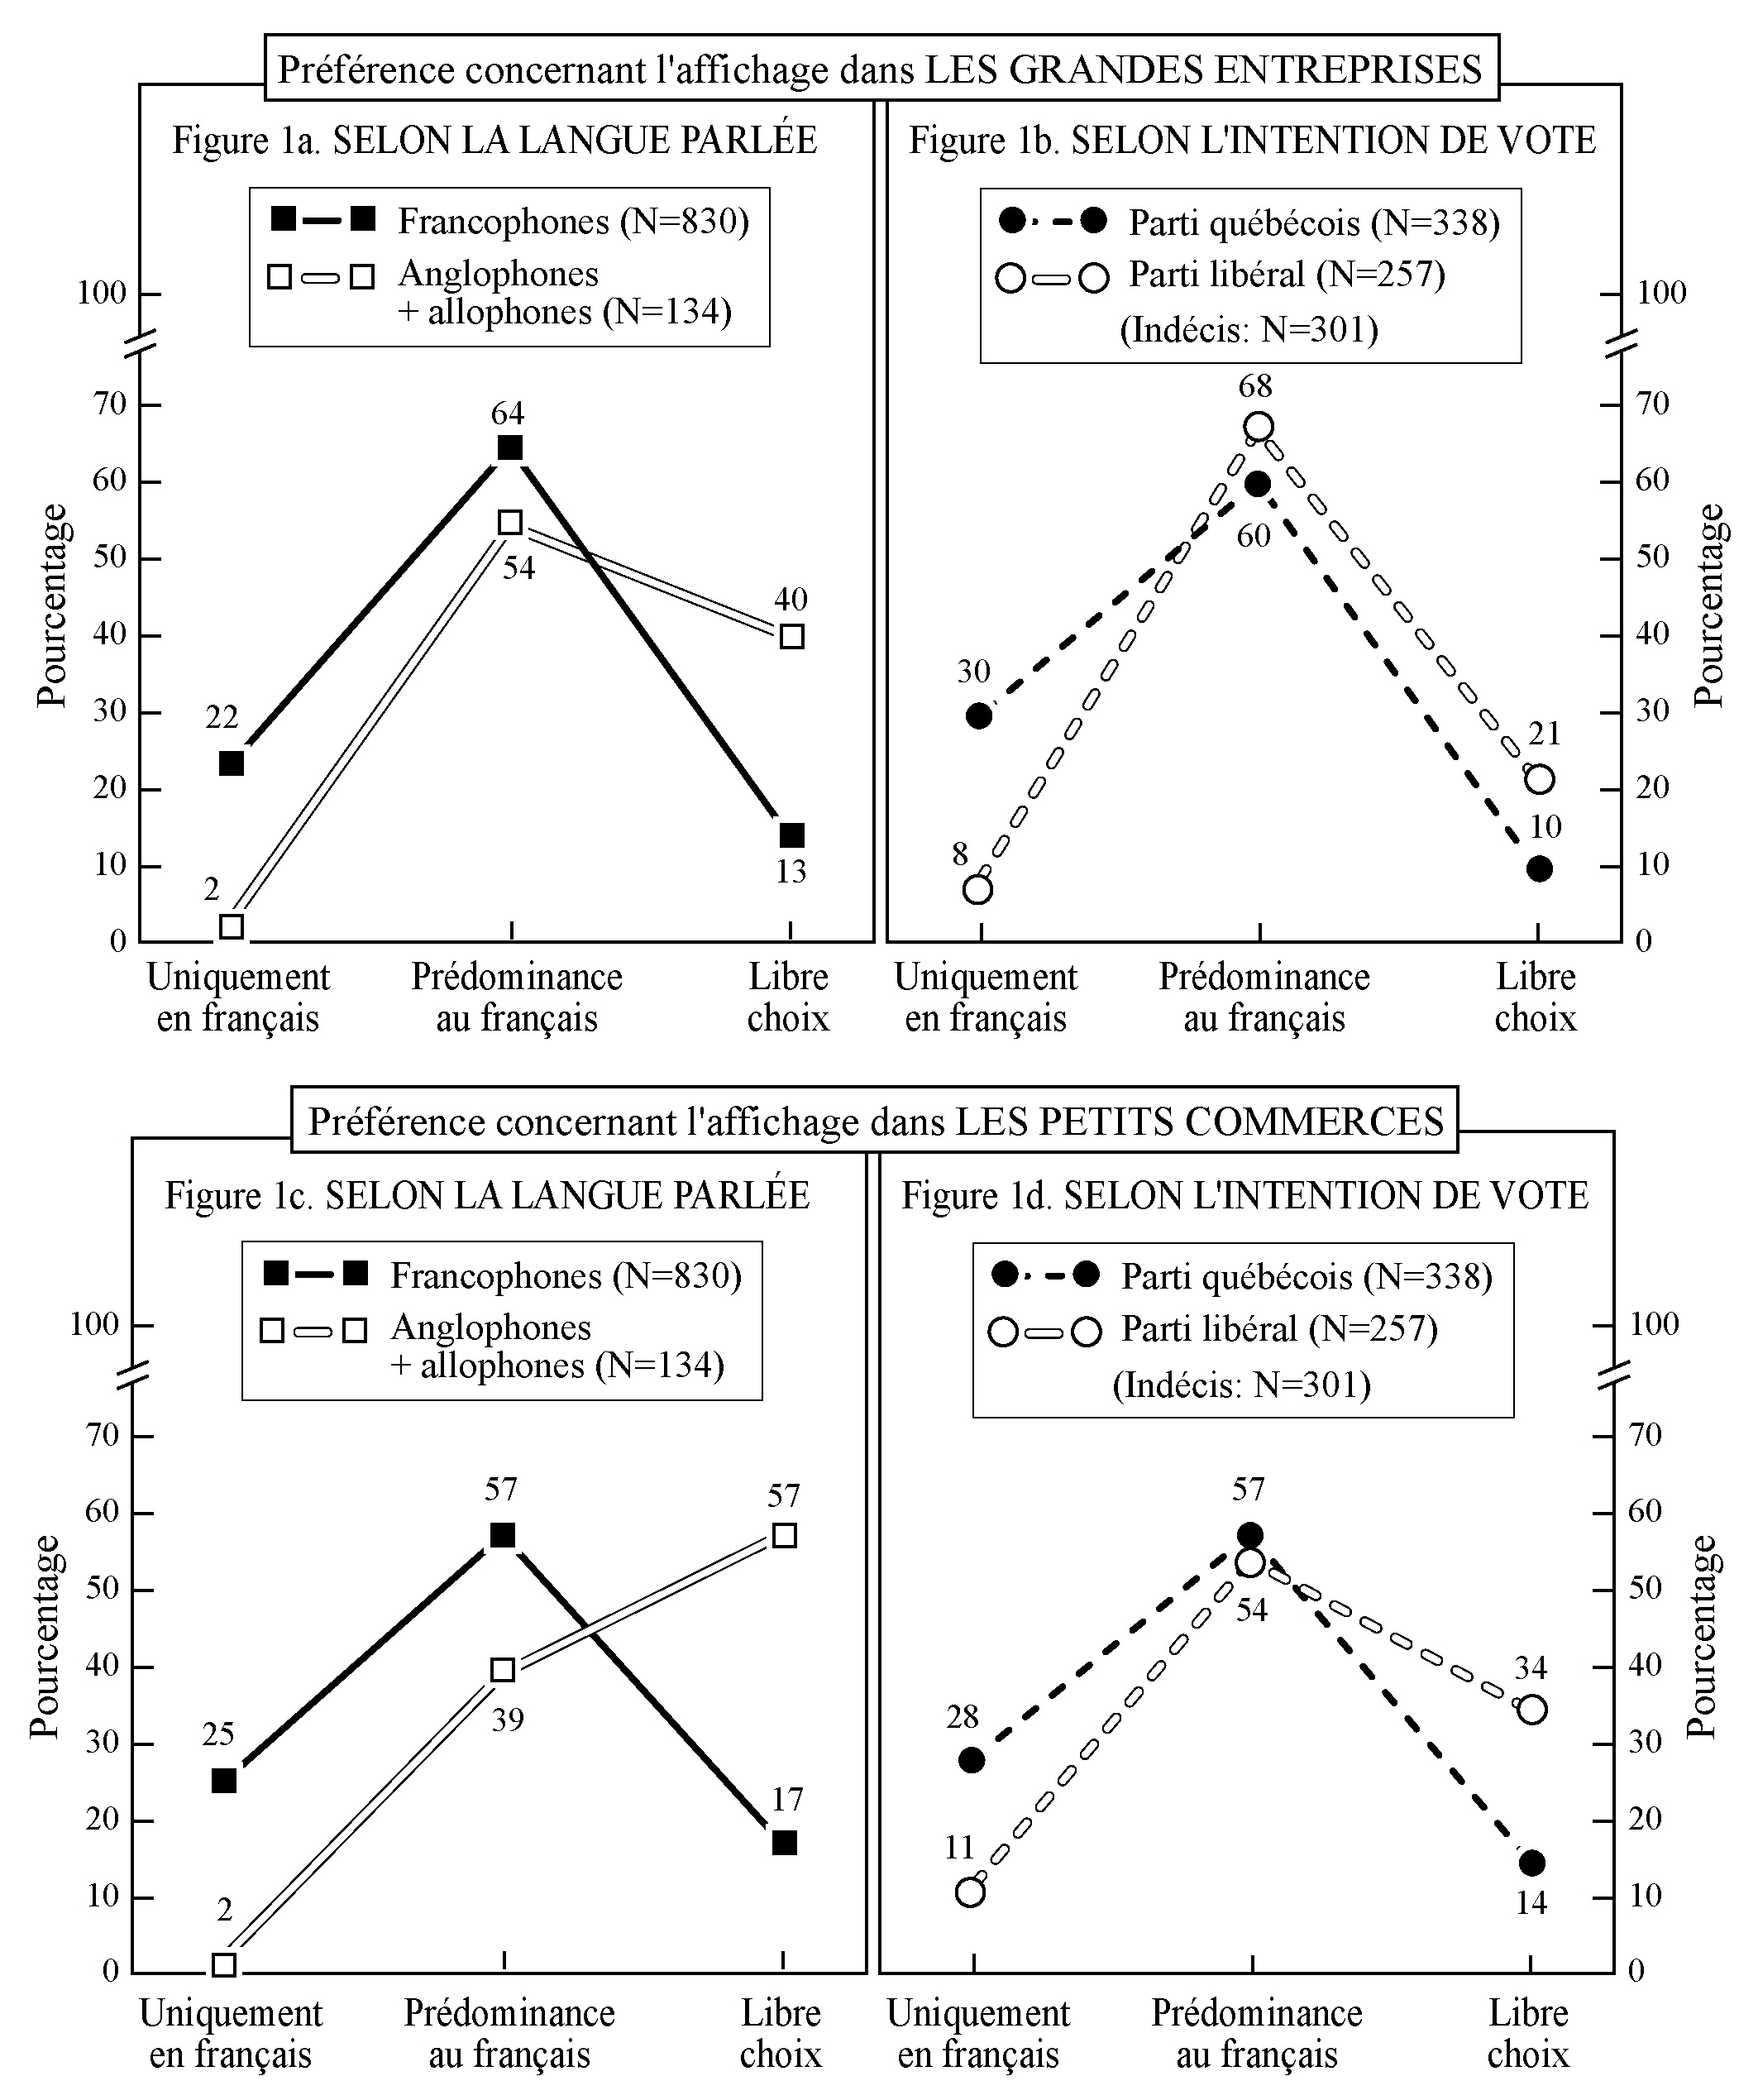 Préférence concernant l'affichage dans LES GRANDES ENTREPRISES
Figure 1a. SELON LA LANGUE PARLÉE
Francophones (N=830)
Anglophones
+ allophones (N=134)
100
70
60
50
40
30
20
10
0
Pourcentage
64
54
40
22
13
2
Uniquement
en français
Prédominance
au français
Libre
choix
Figure 1b. SELON L'INTENTION DE VOTE
Parti québécois (N=338)
Parti libéral (N=257)
(Indécis: N=301)
68
60
30
21
10
8
100
70
60
50
40
30
20
10
0
Pourcentage
Uniquement
en français
Prédominance
au français
Libre
choix
Préférence concernant l'affichage dans LES PETITS COMMERCES
Figure 1c. SELON LA LANGUE PARLÉE
Francophones (N=830)
Anglophones
+ allophones (N=134)
100
70
60
50
40
30
20
10
0
Pourcentage
57
57
39
25
17
2
Uniquement
en français
Prédominance
au français
Libre
choix
Figure 1d. SELON L'INTENTION DE VOTE
Parti québécois (N=338)
Parti libéral (N=257)
(Indécis: N=301)
57
54
34
28
11
14
100
70
60
50
40
30
20
10
0
Pourcentage
Uniquement
en français
Prédominance
au français
Libre
choix